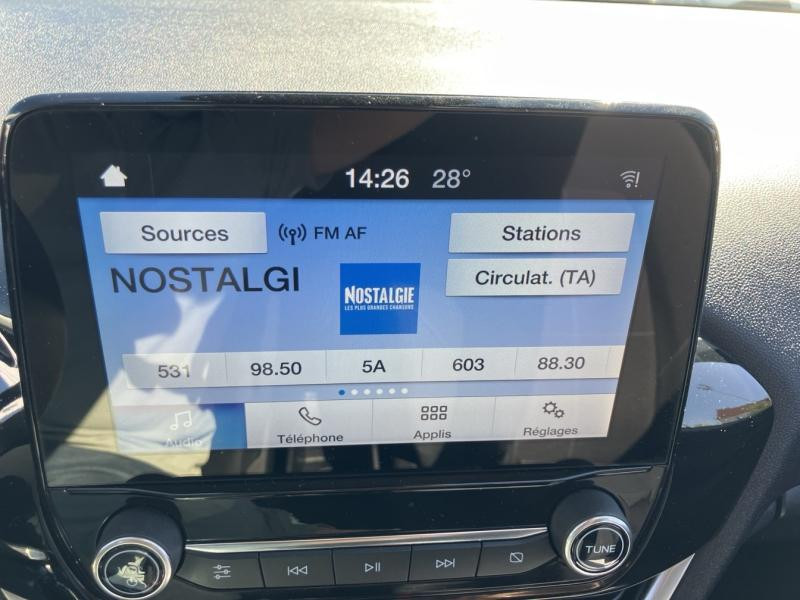 14:26 28°
Sources FM AF Stations
NOSTALGI
Circulat. (TA)
NOSTALGIE
LES PLUS GRANDES CHANSONS
531 98.50 5A 603 88.30
Audio Téléphone Applis Réglages
VOL TUNE